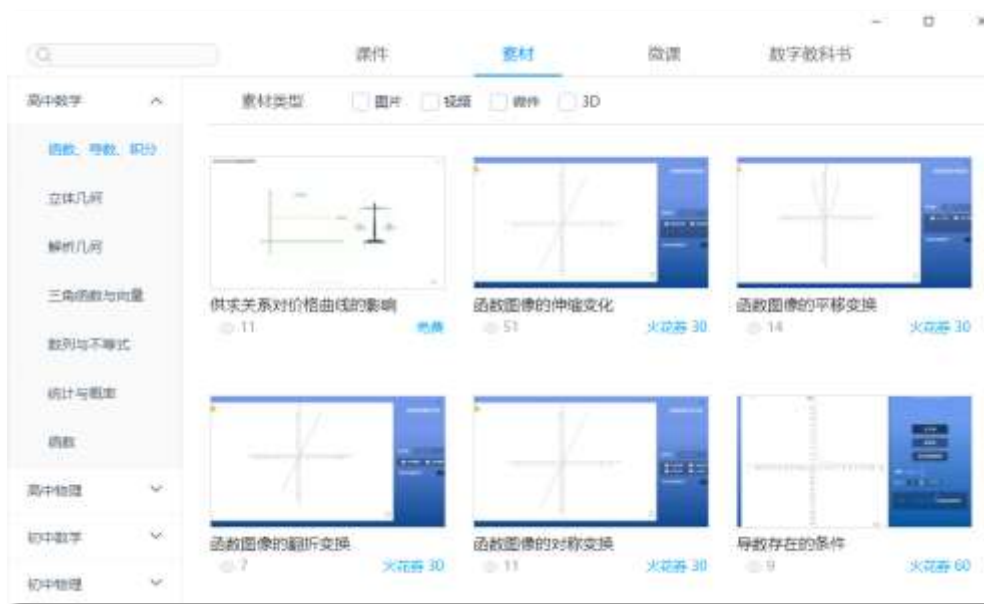 课件 素材 微课 数字教科书
高中数学 素材类型 图片 视频 微件 3D
函数、导数、积分
立体几何
解析几何
三角函数与向量
数列与不等式
统计与概率
函数
高中物理
初中数学
初中物理
供求关系对价格曲线的影响 函数图像的伸缩变化 函数图像的平移变换
11 免费 51 火花券 30 14 火花券 30
函数图像的翻折变换 函数图像的对称变换 导数存在的条件
7 火花券 30 11 火花券 30 9 火花券 60